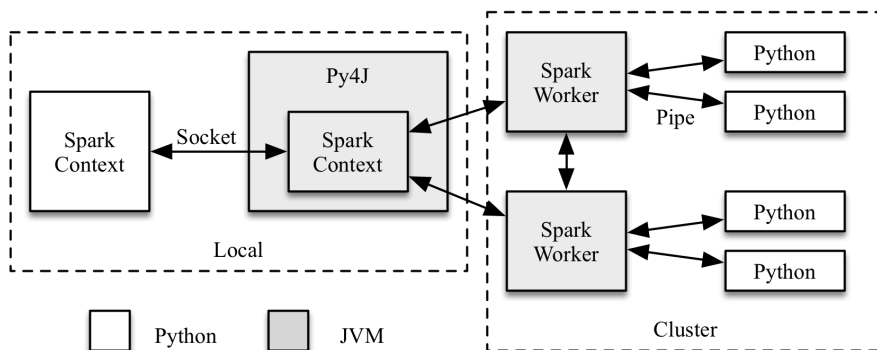 Py4J
Spark
Context
Socket
Spark
Context
Local
Spark
Worker
Python
Python
Pipe
Spark
Worker
Python
Python
Cluster
Python
JVM